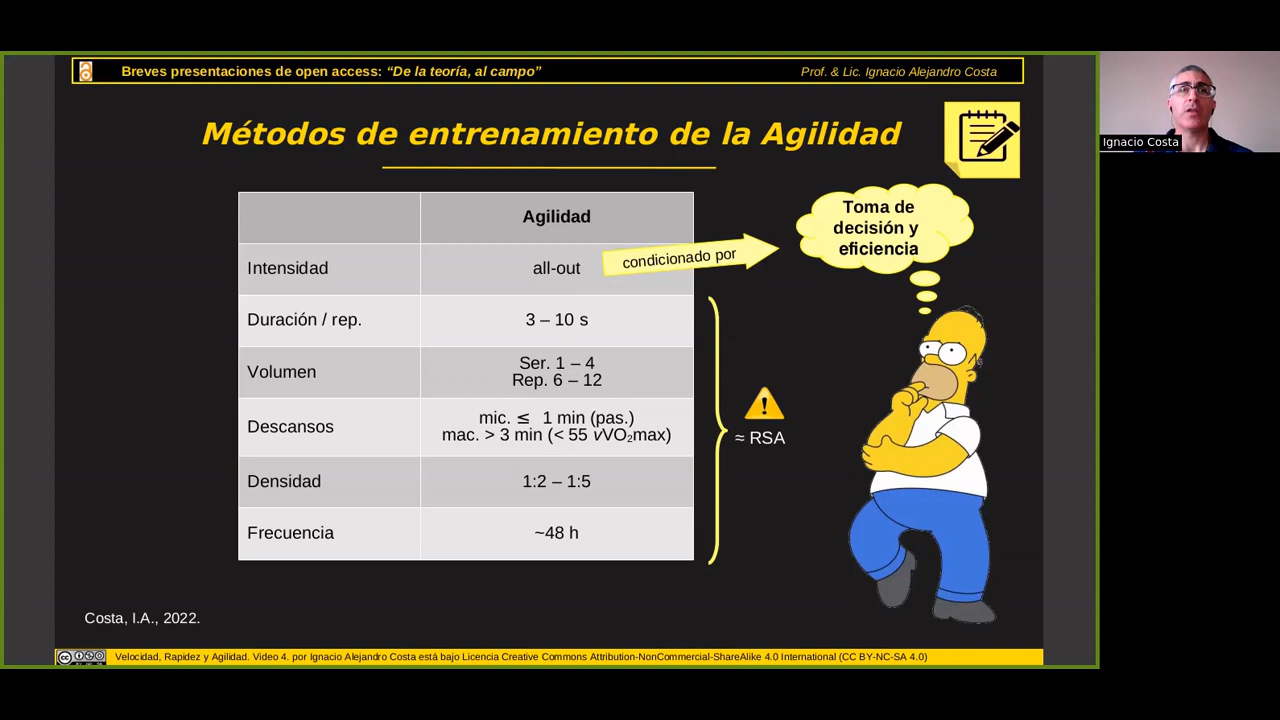 Breves presentaciones de open access: “De la teoría, al campo”
Prof. & Lic. Ignacio Alejandro Costa
Métodos de entrenamiento de la Agilidad
Agilidad
Intensidad all-out
condicionado por
Toma de
decisión y
eficiencia
Duración / rep. 3 – 10 s
Volumen Ser. 1 – 4
Rep. 6 – 12
Descansos mic. ≤ 1 min (pas.)
mac. > 3 min (< 55 vVO₂max)
Densidad 1:2 – 1:5
Frecuencia ~48 h
≈ RSA
Costa, I.A., 2022.
Velocidad, Rapidez y Agilidad. Video 4. por Ignacio Alejandro Costa está bajo Licencia Creative Commons Attribution-NonCommercial-ShareAlike 4.0 International (CC BY-NC-SA 4.0)
Ignacio Costa